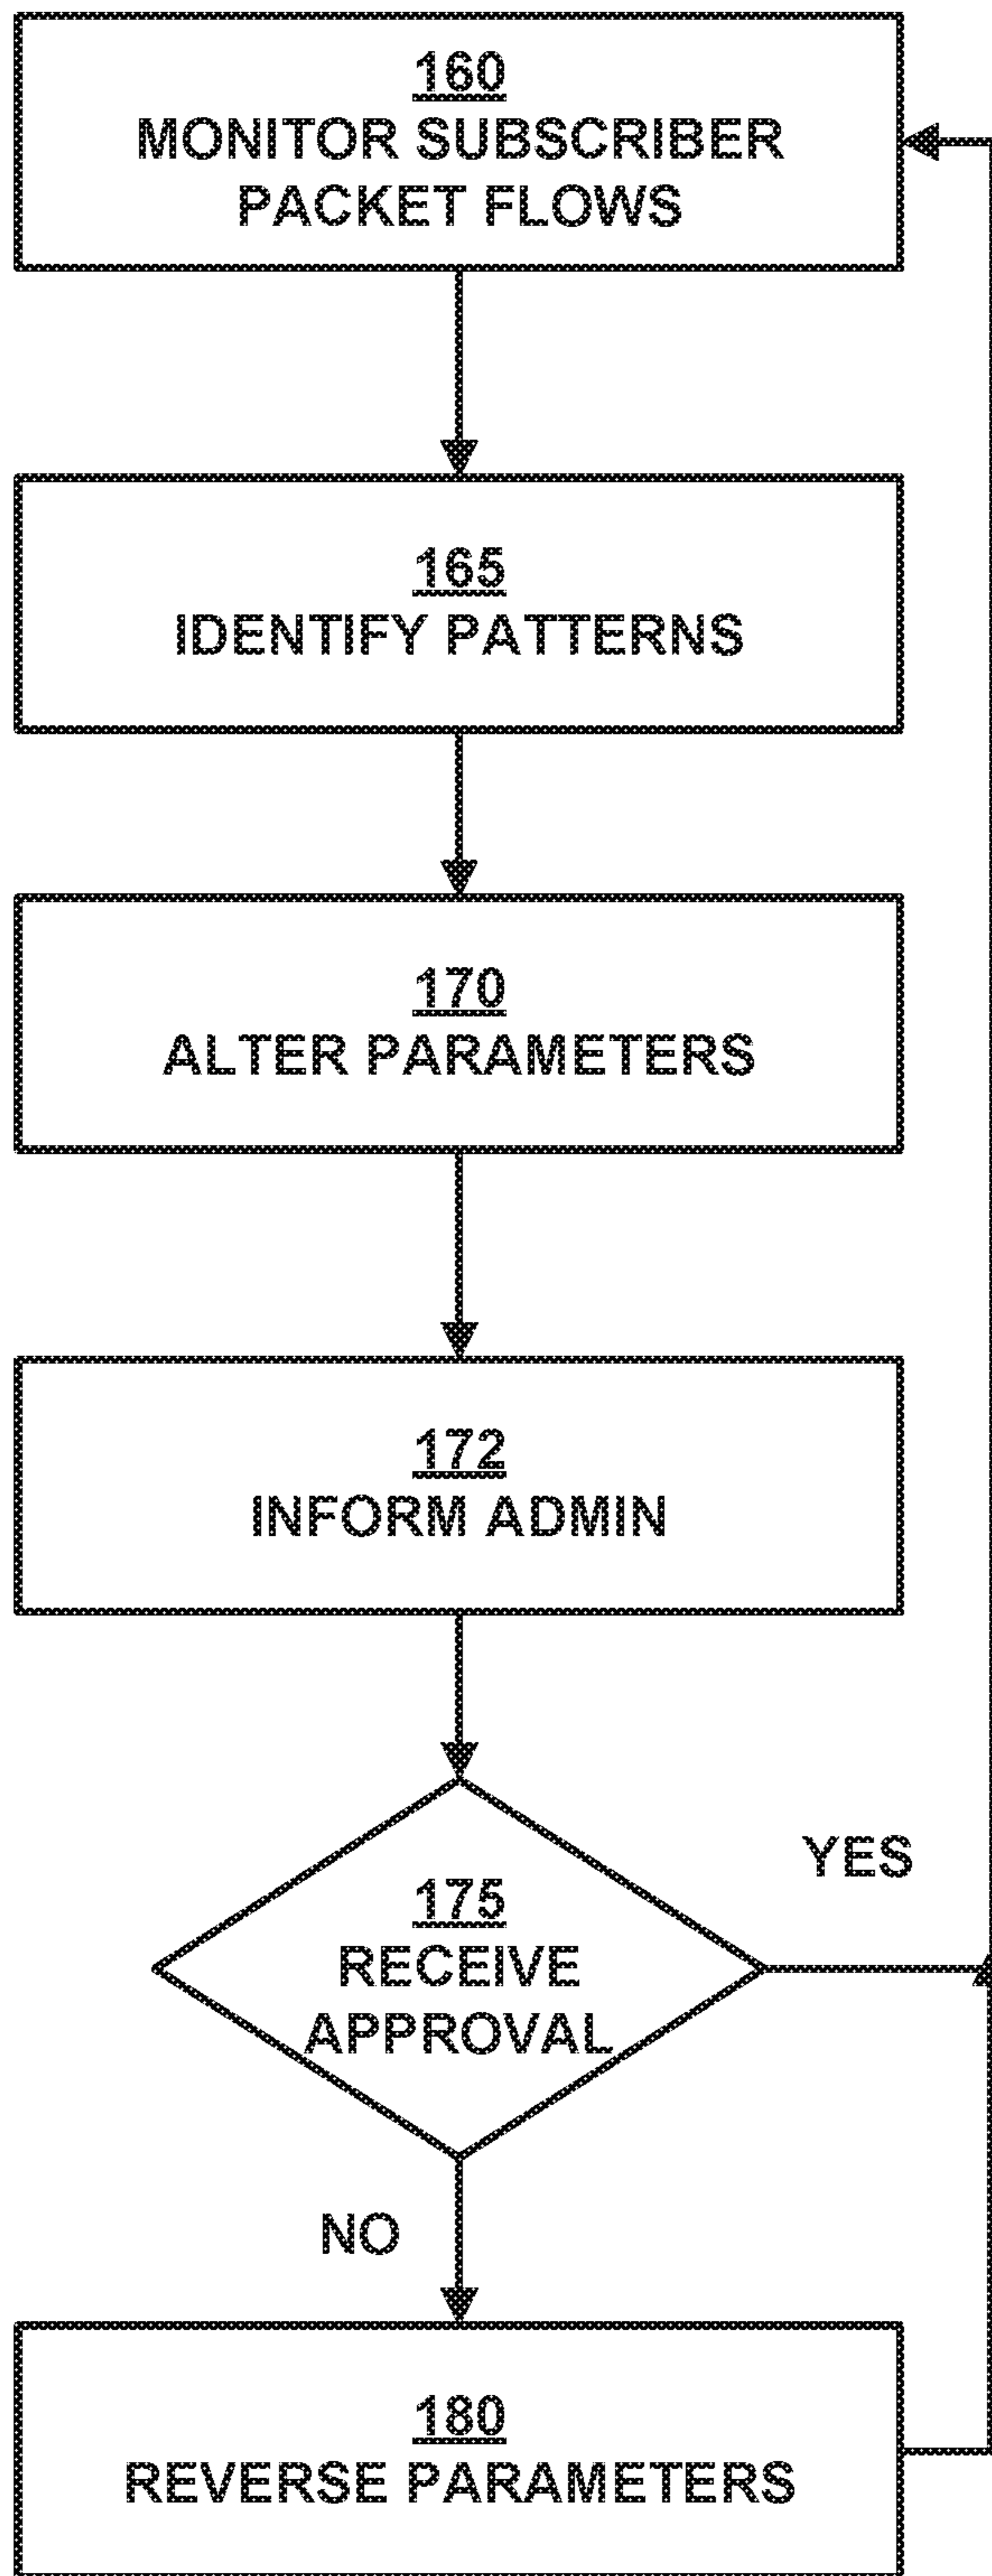 160
MONITOR SUBSCRIBER
PACKET FLOWS
165
IDENTIFY PATTERNS
170
ALTER PARAMETERS
172
INFORM ADMIN
175
RECEIVE
APPROVAL
YES
NO
180
REVERSE PARAMETERS